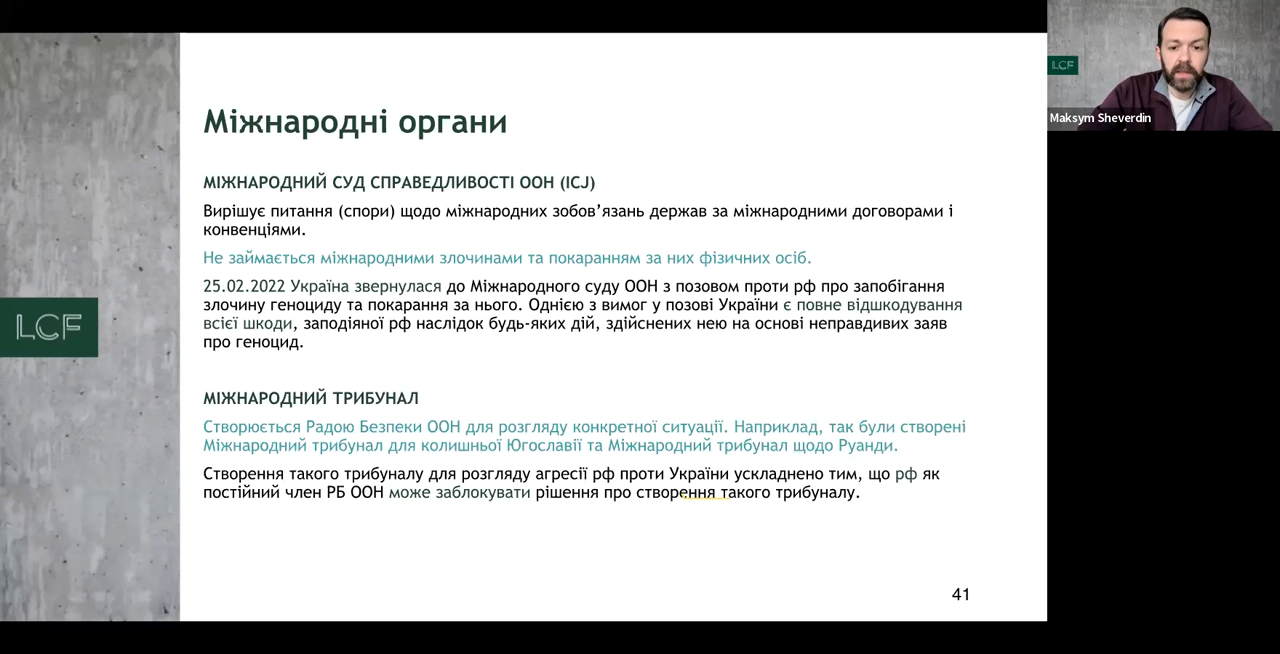 LCF
Maksym Sheverdin
Міжнародні органи
МІЖНАРОДНИЙ СУД СПРАВЕДЛИВОСТІ ООН (ICJ)
Вирішує питання (спори) щодо міжнародних зобов’язань держав за міжнародними договорами і
конвенціями.
Не займається міжнародними злочинами та покаранням за них фізичних осіб.
25.02.2022 Україна звернулася до Міжнародного суду ООН з позовом проти рф про запобігання
злочину геноциду та покарання за нього. Однією з вимог у позові України є повне відшкодування
всієї шкоди, заподіяної рф наслідок будь-яких дій, здійснених нею на основі неправдивих заяв
про геноцид.
LCF
МІЖНАРОДНИЙ ТРИБУНАЛ
Створюється Радою Безпеки ООН для розгляду конкретної ситуації. Наприклад, так були створені
Міжнародний трибунал для колишньої Югославії та Міжнародний трибунал щодо Руанди.
Створення такого трибуналу для розгляду агресії рф проти України ускладнено тим, що рф як
постійний член РБ ООН може заблокувати рішення про створення такого трибуналу.
41